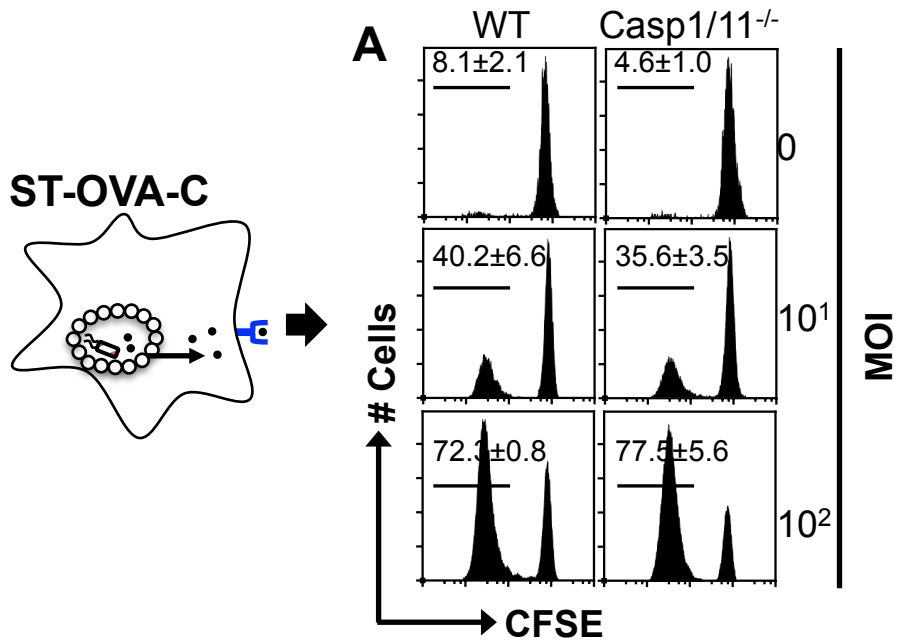 A
WT
Casp1/11-/-
8.1±2.1
4.6±1.0
0
ST-OVA-C
40.2±6.6
35.6±3.5
10¹
MOI
# Cells
72.3±0.8
77.5±5.6
10²
CFSE